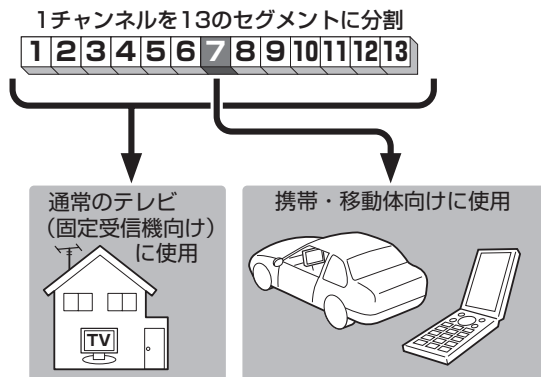 1チャンネルを13のセグメントに分割
1 2 3 4 5 6 7 8 9 10 11 12 13
通常のテレビ
(固定受信機向け)
に使用
TV
携帯・移動体向けに使用